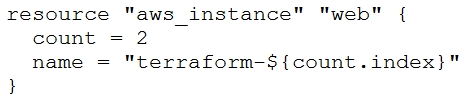 resource "aws_instance" "web" {
  count = 2
  name = "terraform-${count.index}"
}